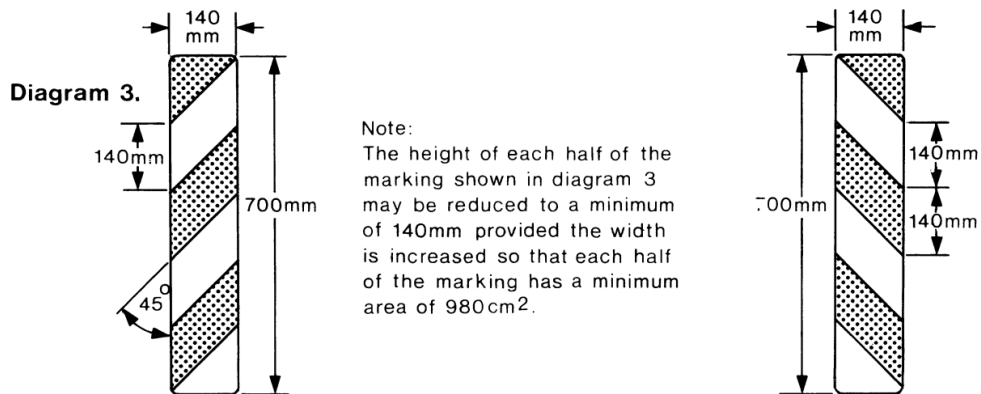 140
mm
Diagram 3.
140mm
700mm
45°
Note:
The height of each half of the
marking shown in diagram 3
may be reduced to a minimum
of 140mm provided the width
is increased so that each half
of the marking has a minimum
area of 980cm².
140
mm
00mm
140mm
140mm